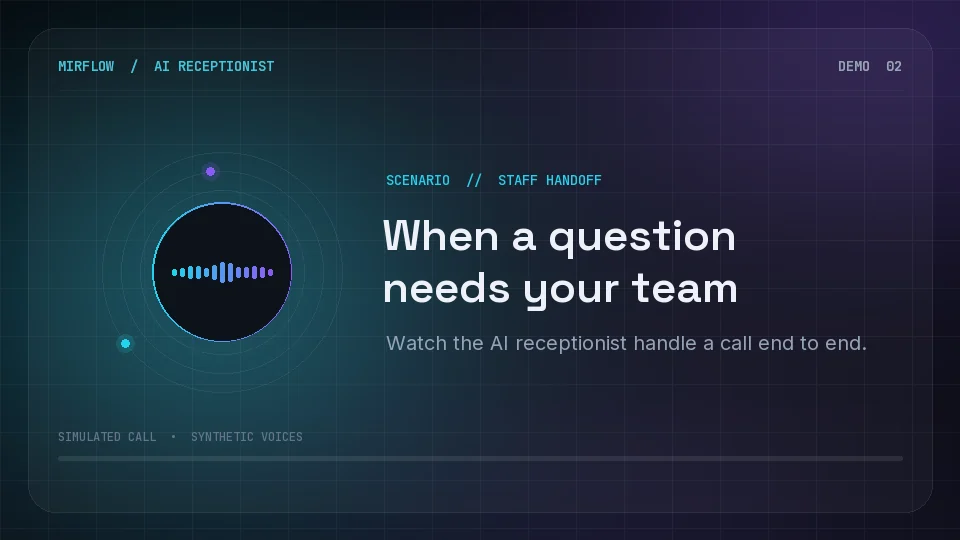 MIRFLOW / AI RECEPTIONIST
DEMO 02
SCENARIO // STAFF HANDOFF
When a question
needs your team
Watch the AI receptionist handle a call end to end.
SIMULATED CALL • SYNTHETIC VOICES